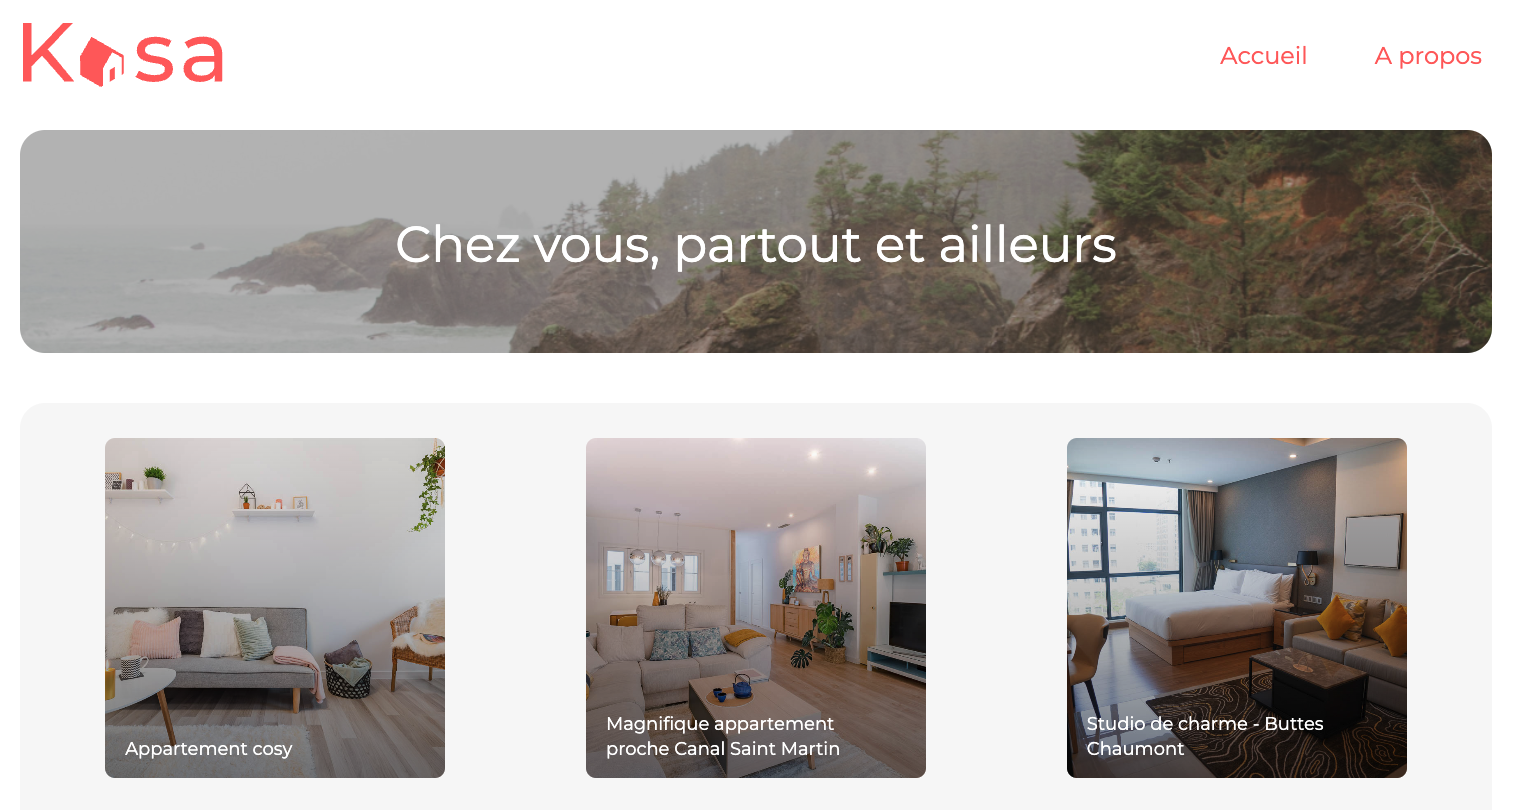 Kasa
Accueil
A propos
Chez vous, partout et ailleurs
Appartement cosy
Magnifique appartement
proche Canal Saint Martin
Studio de charme - Buttes
Chaumont